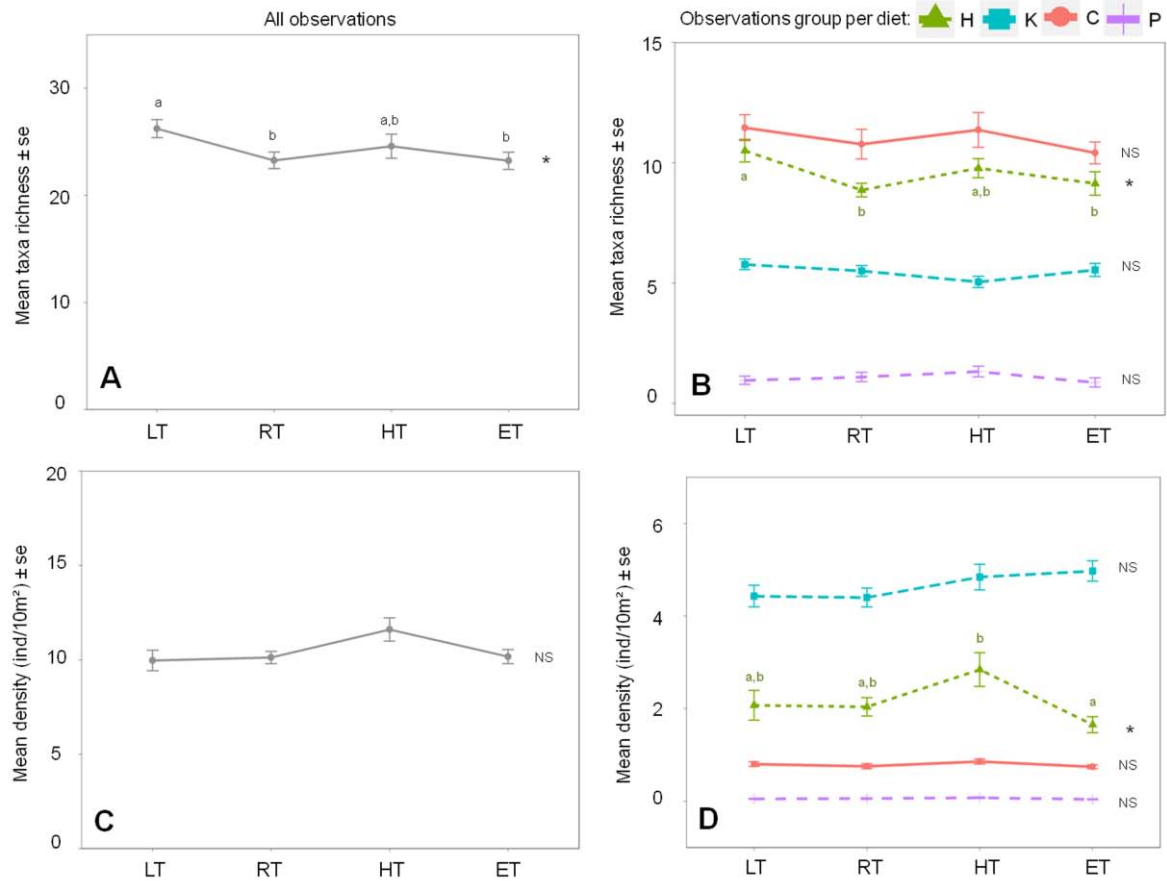 All observations
Observations group per diet: H K C P
Mean taxa richness ± se
30
20
10
0
a
b
a,b
b
*
A
LT RT HT ET
Mean taxa richness ± se
15
10
5
0
NS
a
b
a,b
b
*
NS
NS
B
LT RT HT ET
Mean density (ind/10m²) ± se
20
15
10
5
0
NS
C
LT RT HT ET
Mean density (ind/10m²) ± se
6
4
2
0
NS
a,b
a,b
b
a
*
NS
NS
D
LT RT HT ET